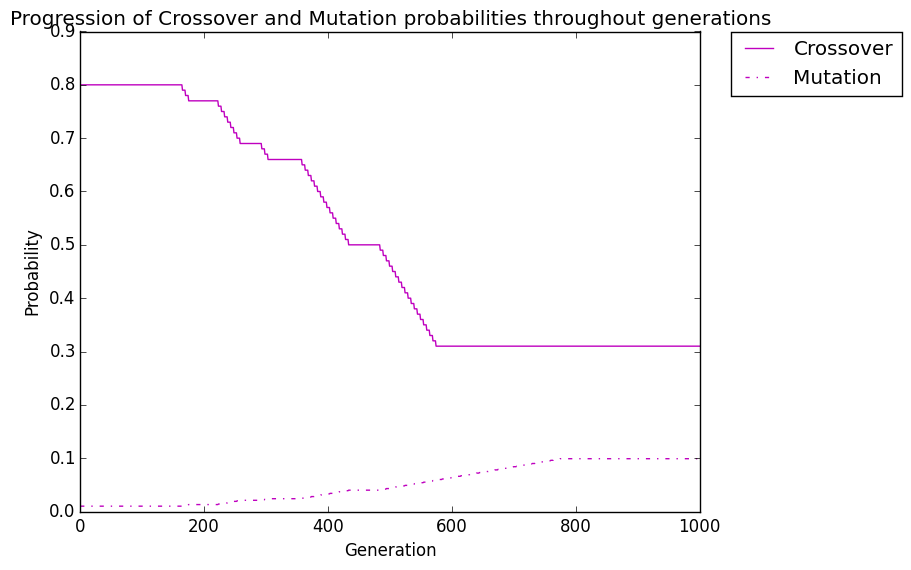 Progression of Crossover and Mutation probabilities throughout generations
0.9
0.8
0.7
0.6
0.5
0.4
0.3
0.2
0.1
0.0
Probability
0 200 400 600 800 1000
Generation
Crossover
Mutation